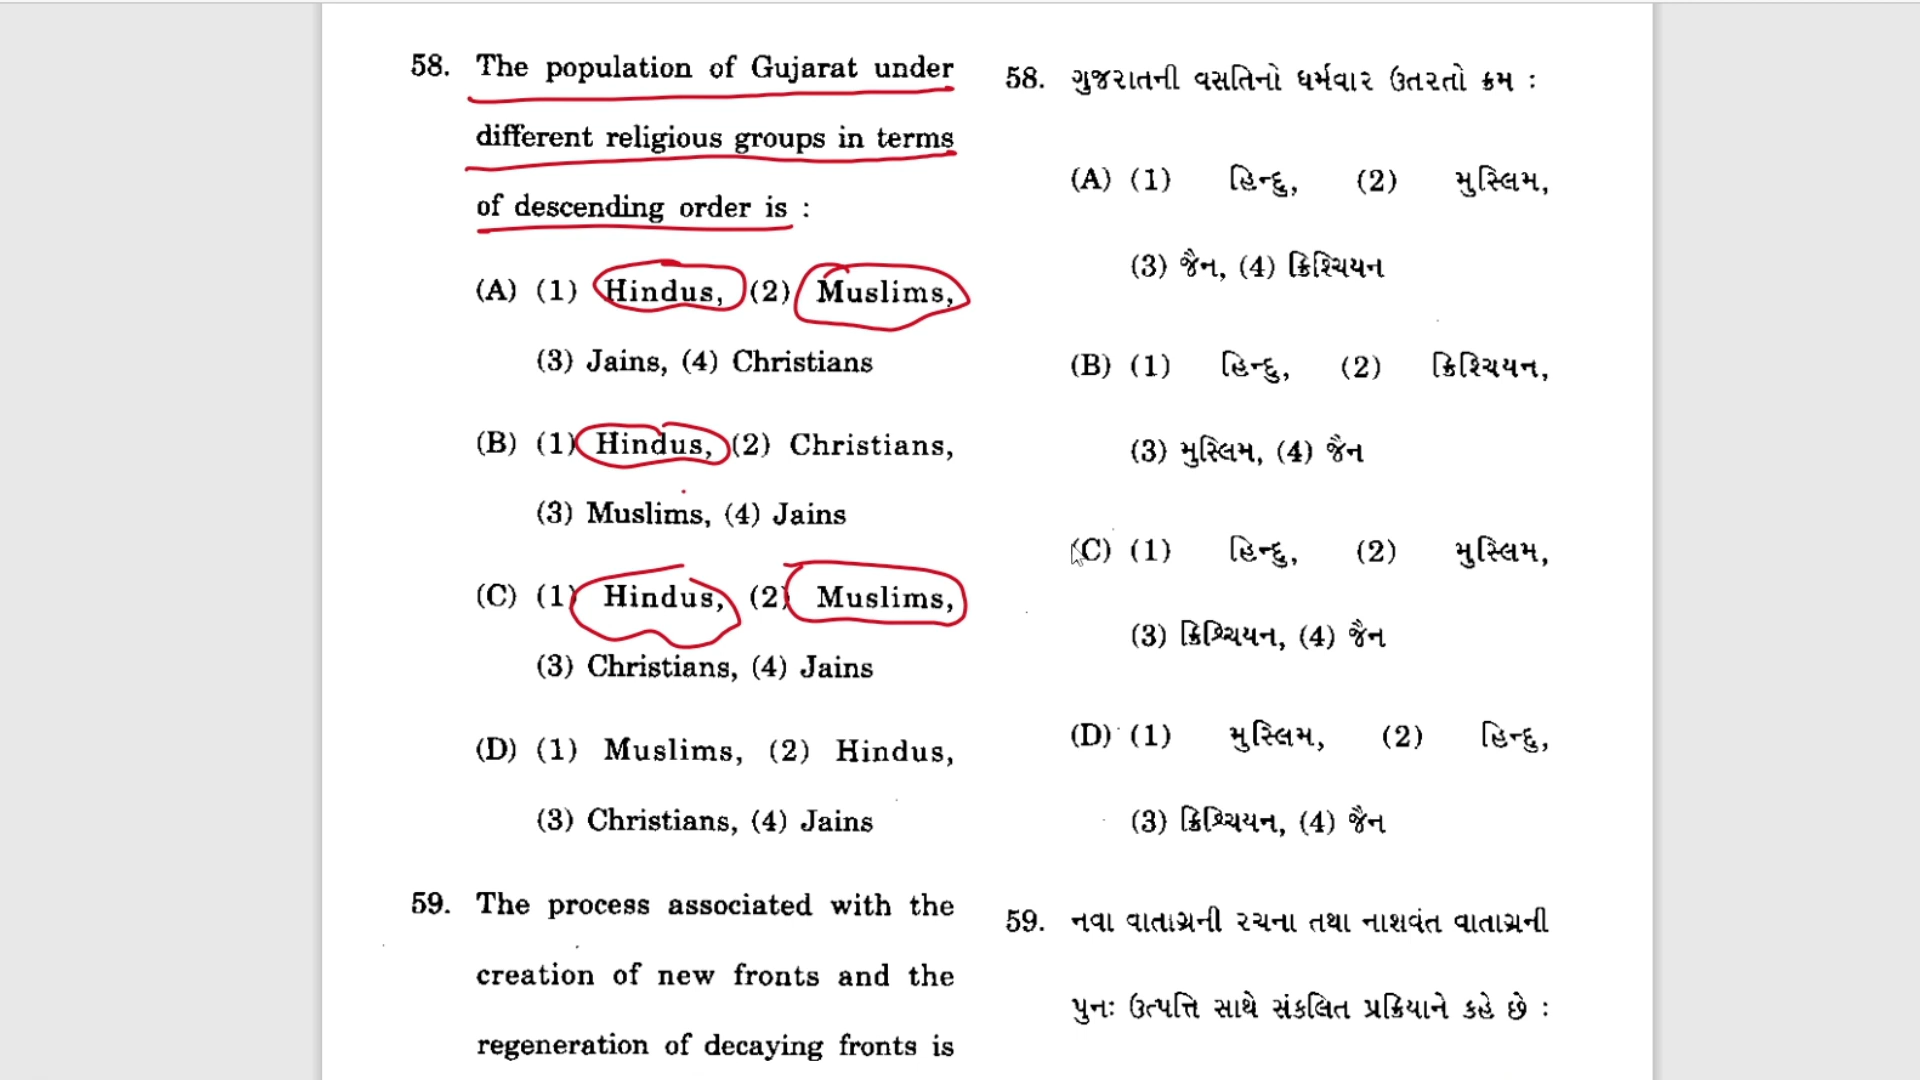 58. The population of Gujarat under
different religious groups in terms
of descending order is :
(A) (1) Hindus, (2) Muslims,
(3) Jains, (4) Christians
(B) (1) Hindus, (2) Christians,
(3) Muslims, (4) Jains
(C) (1) Hindus, (2) Muslims,
(3) Christians, (4) Jains
(D) (1) Muslims, (2) Hindus,
(3) Christians, (4) Jains
59. The process associated with the
creation of new fronts and the
regeneration of decaying fronts is
58. ગુજરાતની વસતિનો ધર્મવાર ઉતરતો ક્રમ :
(A) (1) હિન્દુ, (2) મુસ્લિમ,
(3) જૈન, (4) ક્રિશ્ચિયન
(B) (1) હિન્દુ, (2) ક્રિશ્ચિયન,
(3) મુસ્લિમ, (4) જૈન
(C) (1) હિન્દુ, (2) મુસ્લિમ,
(3) ક્રિશ્ચિયન, (4) જૈન
(D) (1) મુસ્લિમ, (2) હિન્દુ,
(3) ક્રિશ્ચિયન, (4) જૈન
59. નવા વાતાગ્રની રચના તથા નાશવંત વાતાગ્રની
પુનઃ ઉત્પત્તિ સાથે સંકલિત પ્રક્રિયાને કહે છે :